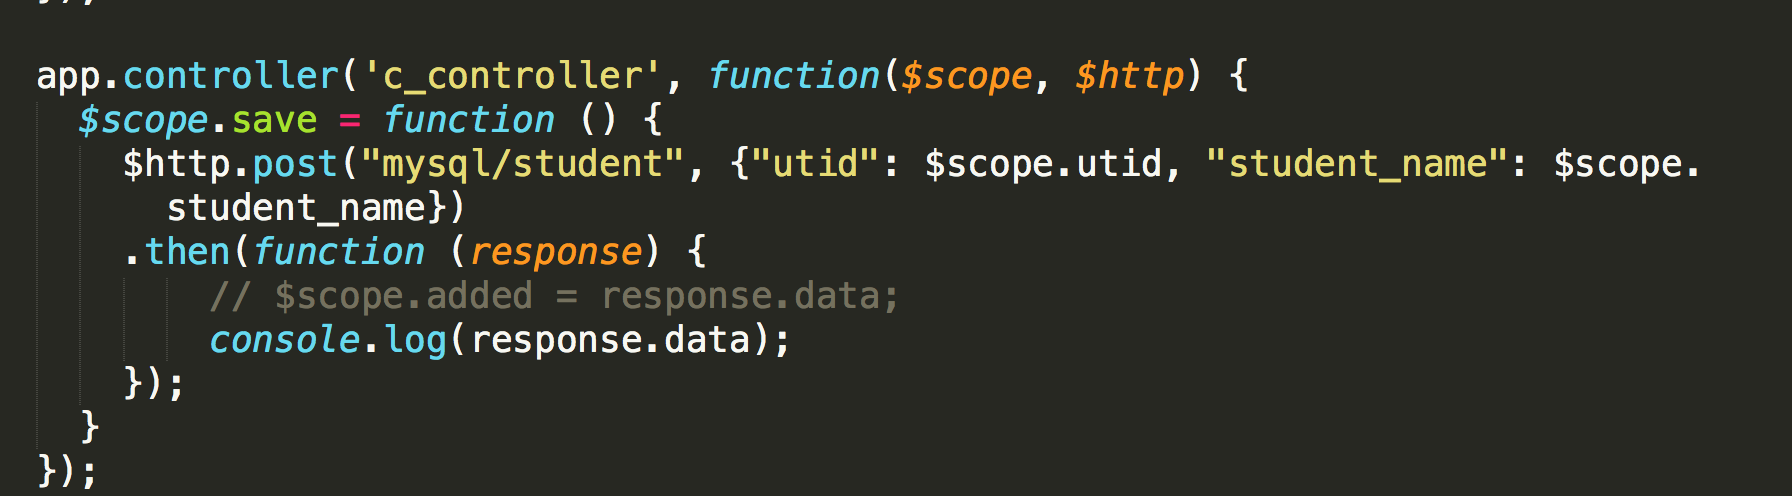 });
app.controller('c_controller', function($scope, $http) {
  $scope.save = function () {
    $http.post("mysql/student", {"utid": $scope.utid, "student_name": $scope.
      student_name})
    .then(function (response) {
        // $scope.added = response.data;
        console.log(response.data);
    });
  }
});